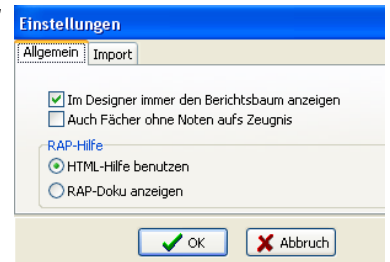 Einstellungen
Allgemein Import
Im Designer immer den Berichtsbaum anzeigen
Auch Fächer ohne Noten aufs Zeugnis
RAP-Hilfe
HTML-Hilfe benutzen
RAP-Doku anzeigen
OK Abbruch